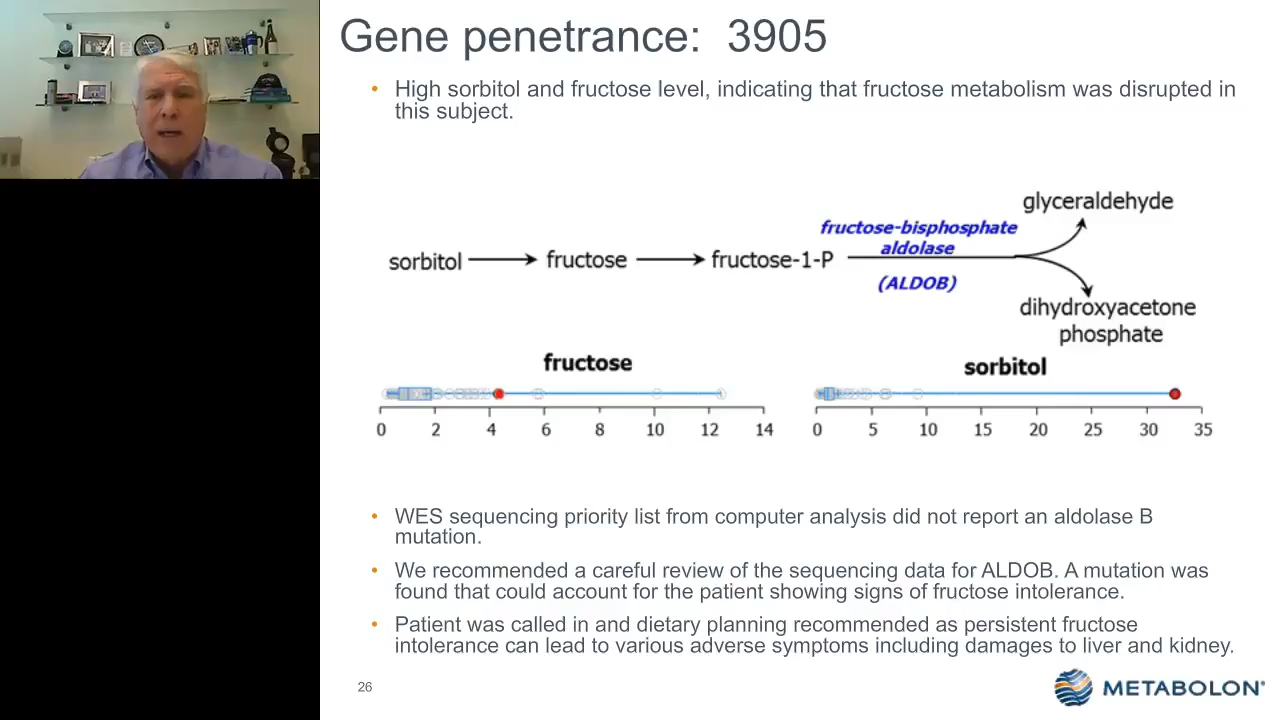 Gene penetrance: 3905
• High sorbitol and fructose level, indicating that fructose metabolism was disrupted in
this subject.
glyceraldehyde
fructose-bisphosphate
aldolase
sorbitol
fructose
fructose-1-P
(ALDOB)
dihydroxyacetone
phosphate
fructose
0 2 4 6 8 10 12 14
sorbitol
0 5 10 15 20 25 30 35
• WES sequencing priority list from computer analysis did not report an aldolase B
mutation.
• We recommended a careful review of the sequencing data for ALDOB. A mutation was
found that could account for the patient showing signs of fructose intolerance.
• Patient was called in and dietary planning recommended as persistent fructose
intolerance can lead to various adverse symptoms including damages to liver and kidney.
26
METABOLON